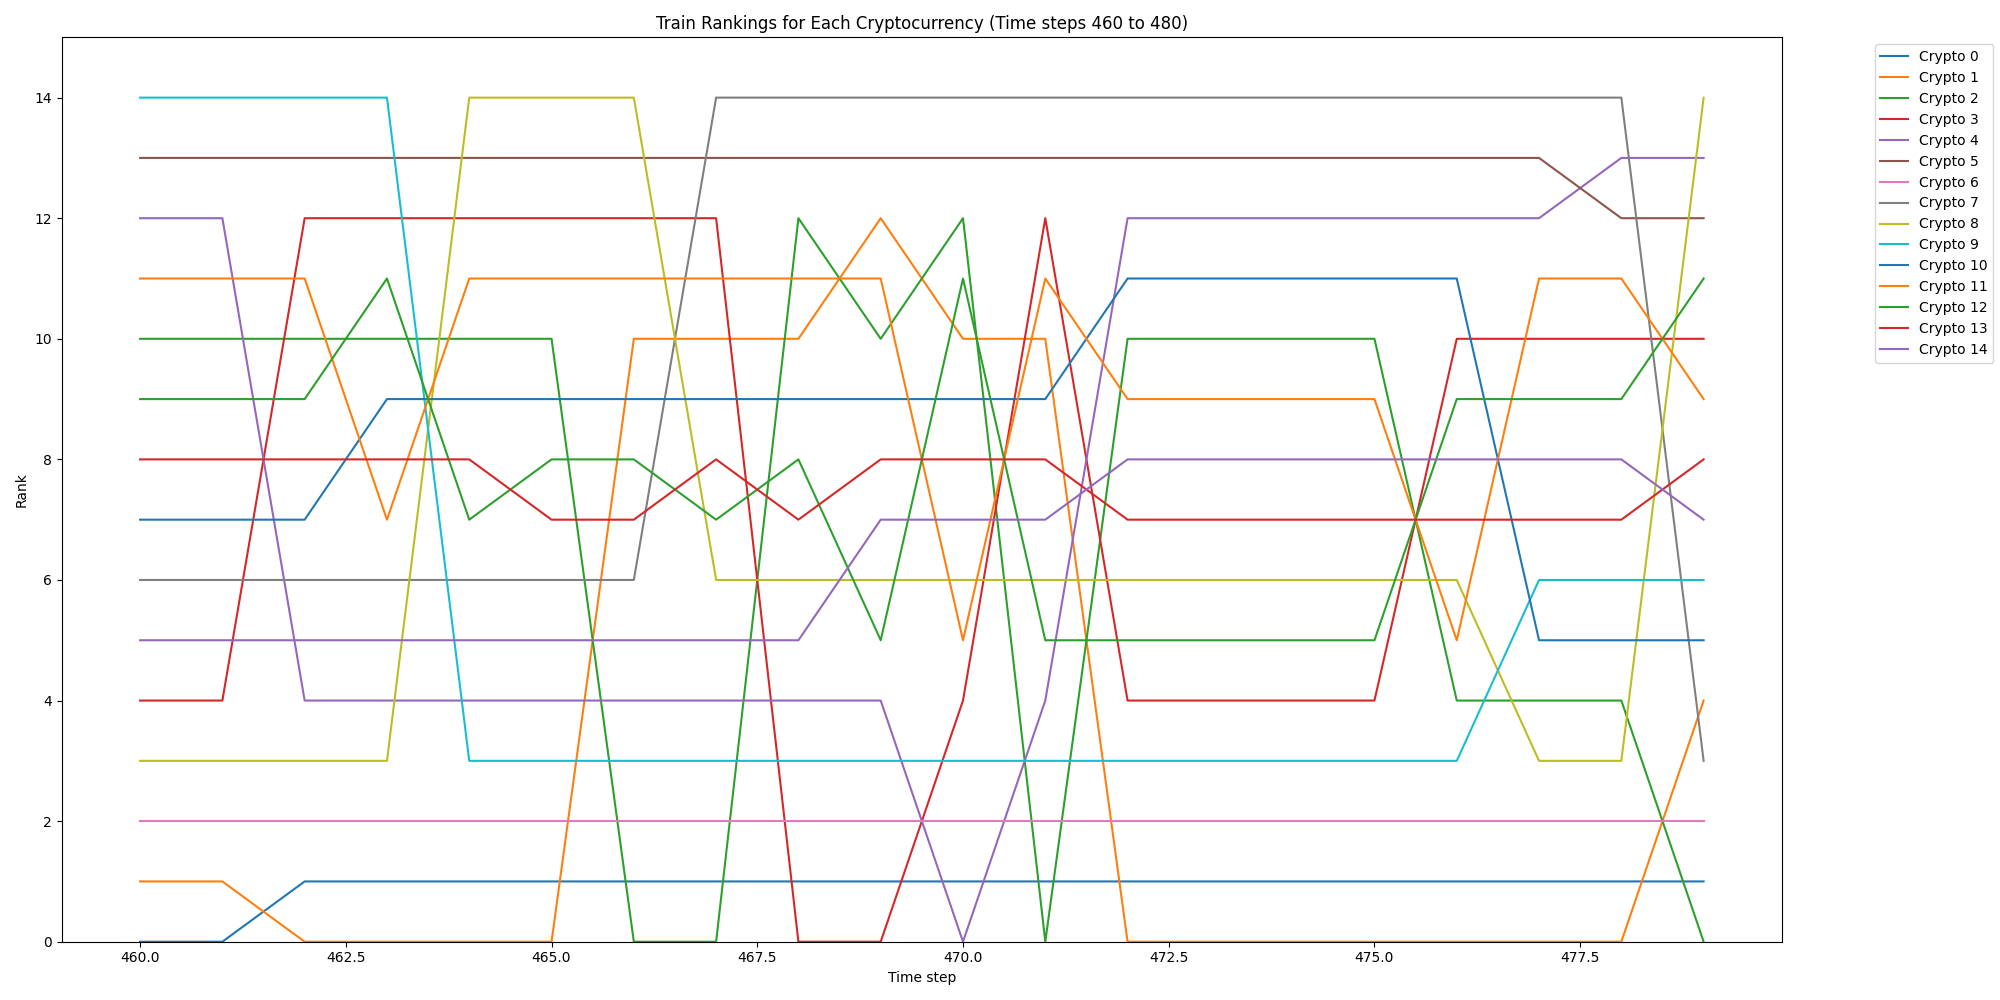 Train Rankings for Each Cryptocurrency (Time steps 460 to 480)
Rank
14
12
10
8
6
4
2
0
460.0 462.5 465.0 467.5 470.0 472.5 475.0 477.5
Time step
Crypto 0
Crypto 1
Crypto 2
Crypto 3
Crypto 4
Crypto 5
Crypto 6
Crypto 7
Crypto 8
Crypto 9
Crypto 10
Crypto 11
Crypto 12
Crypto 13
Crypto 14